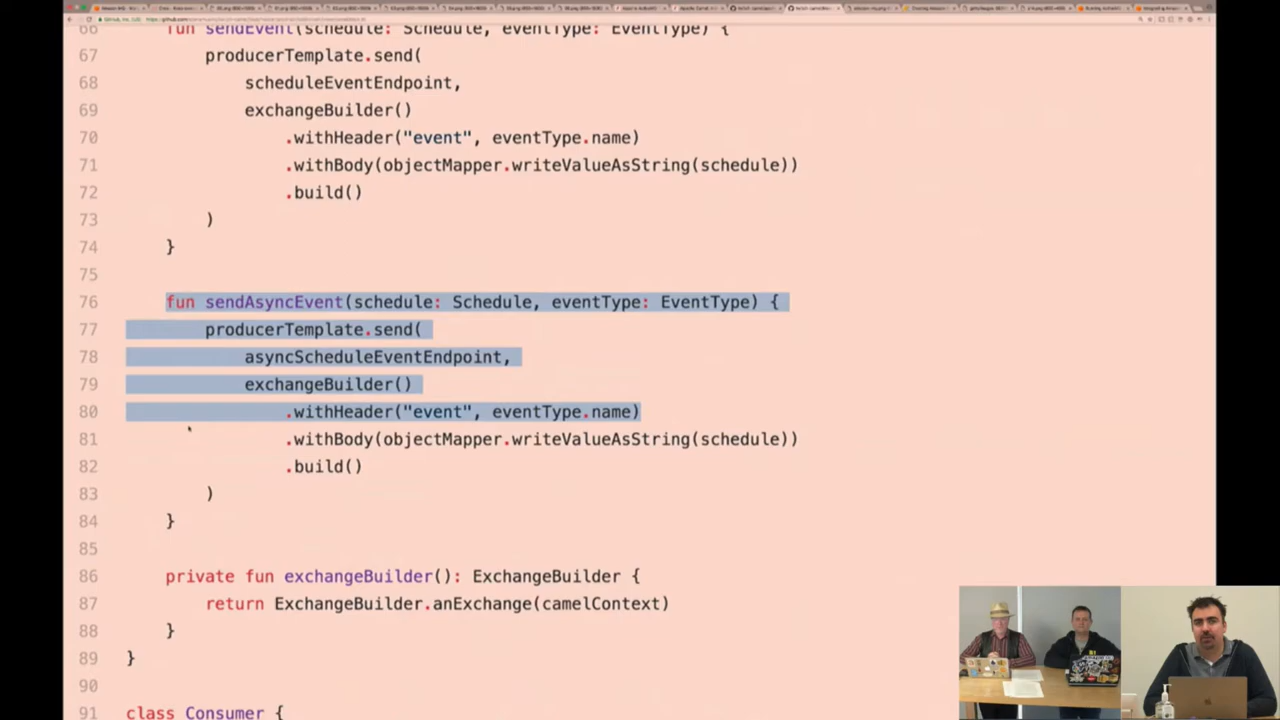 66 fun sendEvent(schedule: Schedule, eventType: EventType) {
67 producerTemplate.send(
68 scheduleEventEndpoint,
69 exchangeBuilder()
70 .withHeader("event", eventType.name)
71 .withBody(objectMapper.writeValueAsString(schedule))
72 .build()
73 )
74 }
75
76 fun sendAsyncEvent(schedule: Schedule, eventType: EventType) {
77 producerTemplate.send(
78 asyncScheduleEventEndpoint,
79 exchangeBuilder()
80 .withHeader("event", eventType.name)
81 .withBody(objectMapper.writeValueAsString(schedule))
82 .build()
83 )
84 }
85
86 private fun exchangeBuilder(): ExchangeBuilder {
87 return ExchangeBuilder.anExchange(camelContext)
88 }
89 }
90
91 class Consumer {